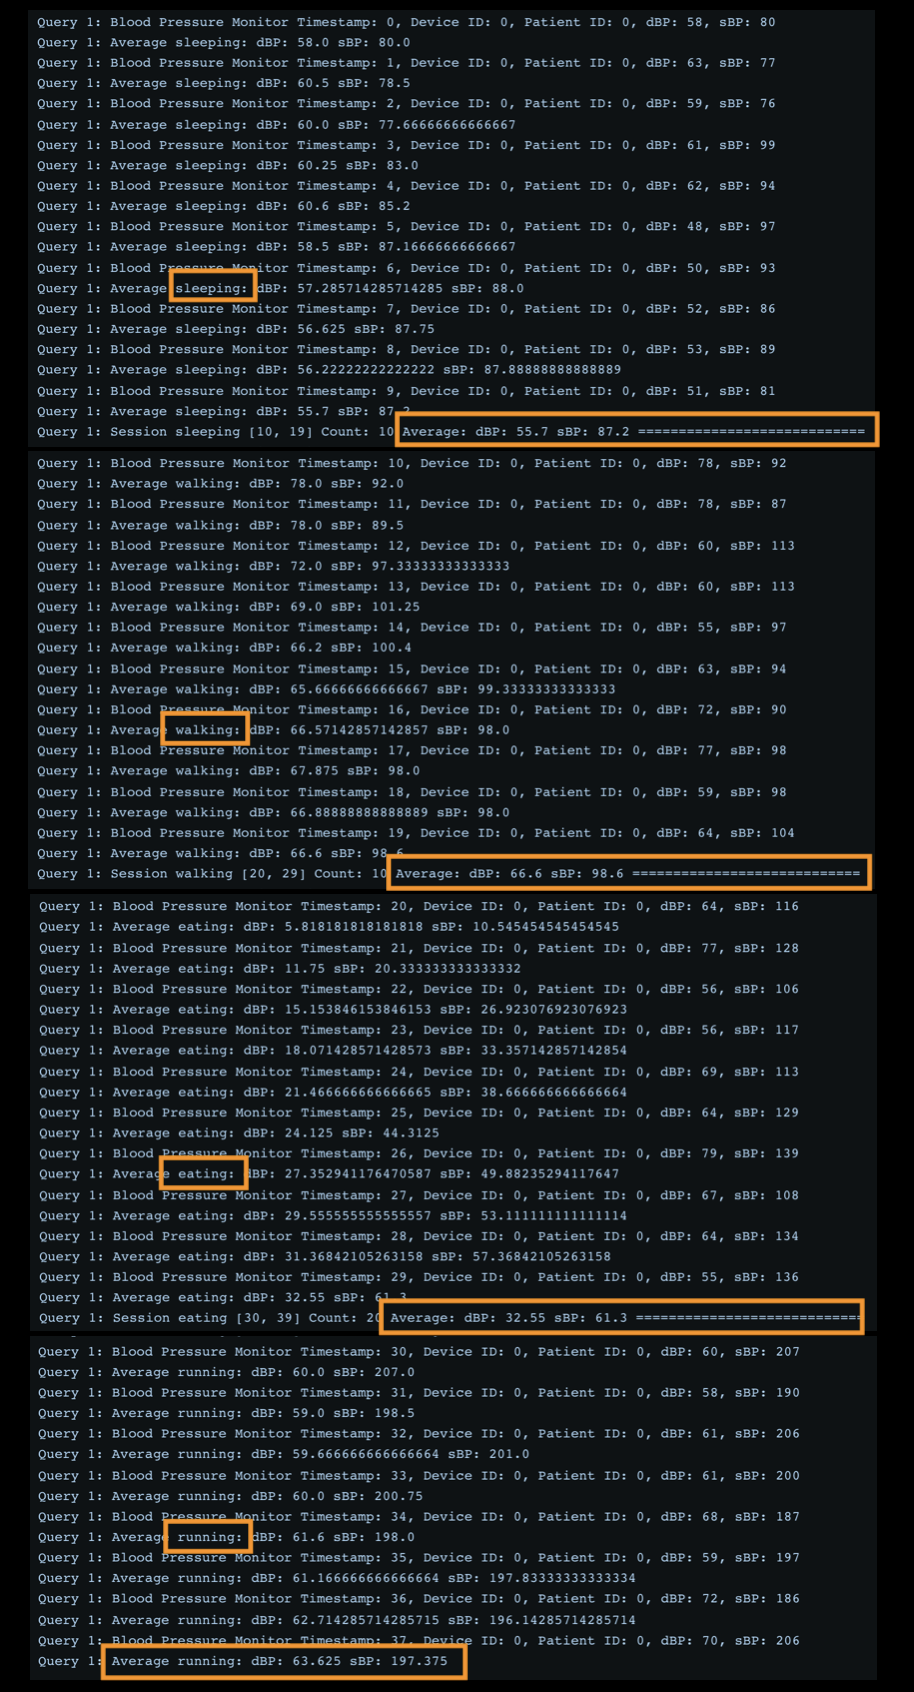 Query 1: Blood Pressure Monitor Timestamp: 0, Device ID: 0, Patient ID: 0, dBP: 58, sBP: 80
Query 1: Average sleeping: dBP: 58.0 sBP: 80.0
Query 1: Blood Pressure Monitor Timestamp: 1, Device ID: 0, Patient ID: 0, dBP: 63, sBP: 77
Query 1: Average sleeping: dBP: 60.5 sBP: 78.5
Query 1: Blood Pressure Monitor Timestamp: 2, Device ID: 0, Patient ID: 0, dBP: 59, sBP: 76
Query 1: Average sleeping: dBP: 60.0 sBP: 77.66666666666667
Query 1: Blood Pressure Monitor Timestamp: 3, Device ID: 0, Patient ID: 0, dBP: 61, sBP: 99
Query 1: Average sleeping: dBP: 60.25 sBP: 83.0
Query 1: Blood Pressure Monitor Timestamp: 4, Device ID: 0, Patient ID: 0, dBP: 62, sBP: 94
Query 1: Average sleeping: dBP: 60.6 sBP: 85.2
Query 1: Blood Pressure Monitor Timestamp: 5, Device ID: 0, Patient ID: 0, dBP: 48, sBP: 97
Query 1: Average sleeping: dBP: 58.5 sBP: 87.16666666666667
Query 1: Blood Pressure Monitor Timestamp: 6, Device ID: 0, Patient ID: 0, dBP: 50, sBP: 93
Query 1: Average sleeping: dBP: 57.285714285714285 sBP: 88.0
Query 1: Blood Pressure Monitor Timestamp: 7, Device ID: 0, Patient ID: 0, dBP: 52, sBP: 86
Query 1: Average sleeping: dBP: 56.625 sBP: 87.75
Query 1: Blood Pressure Monitor Timestamp: 8, Device ID: 0, Patient ID: 0, dBP: 53, sBP: 89
Query 1: Average sleeping: dBP: 56.22222222222222 sBP: 87.88888888888889
Query 1: Blood Pressure Monitor Timestamp: 9, Device ID: 0, Patient ID: 0, dBP: 51, sBP: 81
Query 1: Average sleeping: dBP: 55.7 sBP: 87.2
Query 1: Session sleeping [10, 19] Count: 10 Average: dBP: 55.7 sBP: 87.2 ============================
Query 1: Blood Pressure Monitor Timestamp: 10, Device ID: 0, Patient ID: 0, dBP: 78, sBP: 92
Query 1: Average walking: dBP: 78.0 sBP: 92.0
Query 1: Blood Pressure Monitor Timestamp: 11, Device ID: 0, Patient ID: 0, dBP: 78, sBP: 87
Query 1: Average walking: dBP: 78.0 sBP: 89.5
Query 1: Blood Pressure Monitor Timestamp: 12, Device ID: 0, Patient ID: 0, dBP: 60, sBP: 113
Query 1: Average walking: dBP: 72.0 sBP: 97.33333333333333
Query 1: Blood Pressure Monitor Timestamp: 13, Device ID: 0, Patient ID: 0, dBP: 60, sBP: 113
Query 1: Average walking: dBP: 69.0 sBP: 101.25
Query 1: Blood Pressure Monitor Timestamp: 14, Device ID: 0, Patient ID: 0, dBP: 55, sBP: 97
Query 1: Average walking: dBP: 66.2 sBP: 100.4
Query 1: Blood Pressure Monitor Timestamp: 15, Device ID: 0, Patient ID: 0, dBP: 63, sBP: 94
Query 1: Average walking: dBP: 65.66666666666667 sBP: 99.33333333333333
Query 1: Blood Pressure Monitor Timestamp: 16, Device ID: 0, Patient ID: 0, dBP: 72, sBP: 90
Query 1: Average walking: dBP: 66.57142857142857 sBP: 98.0
Query 1: Blood Pressure Monitor Timestamp: 17, Device ID: 0, Patient ID: 0, dBP: 77, sBP: 98
Query 1: Average walking: dBP: 67.875 sBP: 98.0
Query 1: Blood Pressure Monitor Timestamp: 18, Device ID: 0, Patient ID: 0, dBP: 59, sBP: 98
Query 1: Average walking: dBP: 66.88888888888889 sBP: 98.0
Query 1: Blood Pressure Monitor Timestamp: 19, Device ID: 0, Patient ID: 0, dBP: 64, sBP: 104
Query 1: Average walking: dBP: 66.6 sBP: 98.6
Query 1: Session walking [20, 29] Count: 10 Average: dBP: 66.6 sBP: 98.6 ============================
Query 1: Blood Pressure Monitor Timestamp: 20, Device ID: 0, Patient ID: 0, dBP: 64, sBP: 116
Query 1: Average eating: dBP: 5.818181818181818 sBP: 10.545454545454545
Query 1: Blood Pressure Monitor Timestamp: 21, Device ID: 0, Patient ID: 0, dBP: 77, sBP: 128
Query 1: Average eating: dBP: 11.75 sBP: 20.333333333333332
Query 1: Blood Pressure Monitor Timestamp: 22, Device ID: 0, Patient ID: 0, dBP: 56, sBP: 106
Query 1: Average eating: dBP: 15.153846153846153 sBP: 26.923076923076923
Query 1: Blood Pressure Monitor Timestamp: 23, Device ID: 0, Patient ID: 0, dBP: 56, sBP: 117
Query 1: Average eating: dBP: 18.071428571428573 sBP: 33.357142857142854
Query 1: Blood Pressure Monitor Timestamp: 24, Device ID: 0, Patient ID: 0, dBP: 69, sBP: 113
Query 1: Average eating: dBP: 21.466666666666665 sBP: 38.666666666666664
Query 1: Blood Pressure Monitor Timestamp: 25, Device ID: 0, Patient ID: 0, dBP: 64, sBP: 129
Query 1: Average eating: dBP: 24.125 sBP: 44.3125
Query 1: Blood Pressure Monitor Timestamp: 26, Device ID: 0, Patient ID: 0, dBP: 79, sBP: 139
Query 1: Average eating: dBP: 27.352941176470587 sBP: 49.88235294117647
Query 1: Blood Pressure Monitor Timestamp: 27, Device ID: 0, Patient ID: 0, dBP: 67, sBP: 108
Query 1: Average eating: dBP: 29.555555555555557 sBP: 53.111111111111114
Query 1: Blood Pressure Monitor Timestamp: 28, Device ID: 0, Patient ID: 0, dBP: 64, sBP: 134
Query 1: Average eating: dBP: 31.36842105263158 sBP: 57.36842105263158
Query 1: Blood Pressure Monitor Timestamp: 29, Device ID: 0, Patient ID: 0, dBP: 55, sBP: 136
Query 1: Average eating: dBP: 32.55 sBP: 61.3
Query 1: Session eating [30, 39] Count: 20 Average: dBP: 32.55 sBP: 61.3 ============================
Query 1: Blood Pressure Monitor Timestamp: 30, Device ID: 0, Patient ID: 0, dBP: 60, sBP: 207
Query 1: Average running: dBP: 60.0 sBP: 207.0
Query 1: Blood Pressure Monitor Timestamp: 31, Device ID: 0, Patient ID: 0, dBP: 58, sBP: 190
Query 1: Average running: dBP: 59.0 sBP: 198.5
Query 1: Blood Pressure Monitor Timestamp: 32, Device ID: 0, Patient ID: 0, dBP: 61, sBP: 206
Query 1: Average running: dBP: 59.666666666666664 sBP: 201.0
Query 1: Blood Pressure Monitor Timestamp: 33, Device ID: 0, Patient ID: 0, dBP: 61, sBP: 200
Query 1: Average running: dBP: 60.0 sBP: 200.75
Query 1: Blood Pressure Monitor Timestamp: 34, Device ID: 0, Patient ID: 0, dBP: 68, sBP: 187
Query 1: Average running: dBP: 61.6 sBP: 198.0
Query 1: Blood Pressure Monitor Timestamp: 35, Device ID: 0, Patient ID: 0, dBP: 59, sBP: 197
Query 1: Average running: dBP: 61.166666666666664 sBP: 197.83333333333334
Query 1: Blood Pressure Monitor Timestamp: 36, Device ID: 0, Patient ID: 0, dBP: 72, sBP: 186
Query 1: Average running: dBP: 62.714285714285715 sBP: 196.14285714285714
Query 1: Blood Pressure Monitor Timestamp: 37, Device ID: 0, Patient ID: 0, dBP: 70, sBP: 206
Query 1: Average running: dBP: 63.625 sBP: 197.375